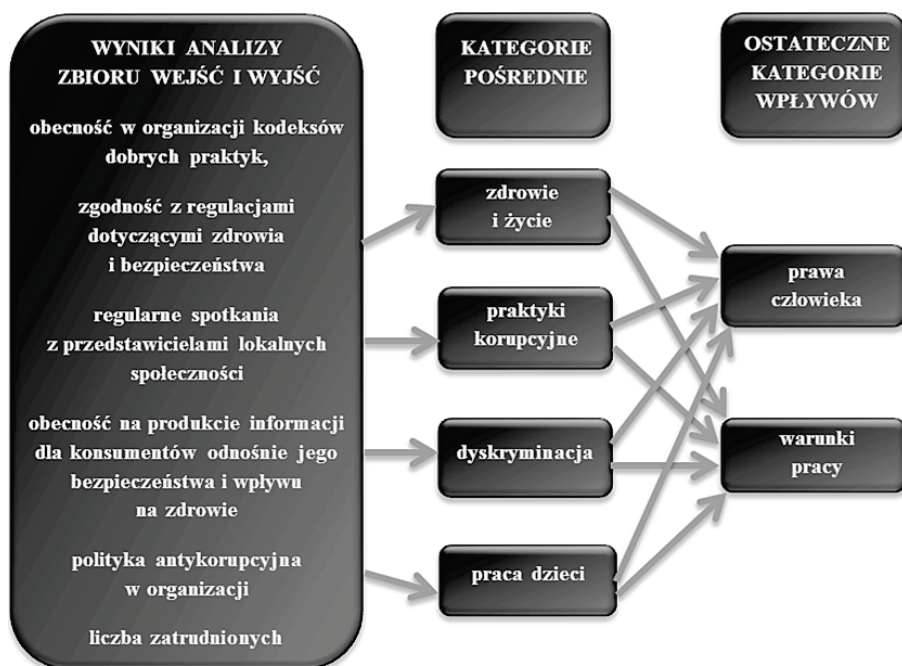 WYNIKI ANALIZY
ZBIORU WEJŚĆ I WYJŚĆ
obecność w organizacji kodeksów
dobrych praktyk,
zgodność z regulacjami
dotyczącymi zdrowia
i bezpieczeństwa
regularne spotkania
z przedstawicielami lokalnych
społeczności
obecność na produkcie informacji
dla konsumentów odnośnie jego
bezpieczeństwa i wpływu
na zdrowie
polityka antykorupcyjna
w organizacji
liczba zatrudnionych
KATEGORIE
POŚREDNIE
zdrowie
i życie
praktyki
korupcyjne
dyskryminacja
praca dzieci
OSTATECZNE
KATEGORIE
WPŁYWÓW
prawa
człowieka
warunki
pracy